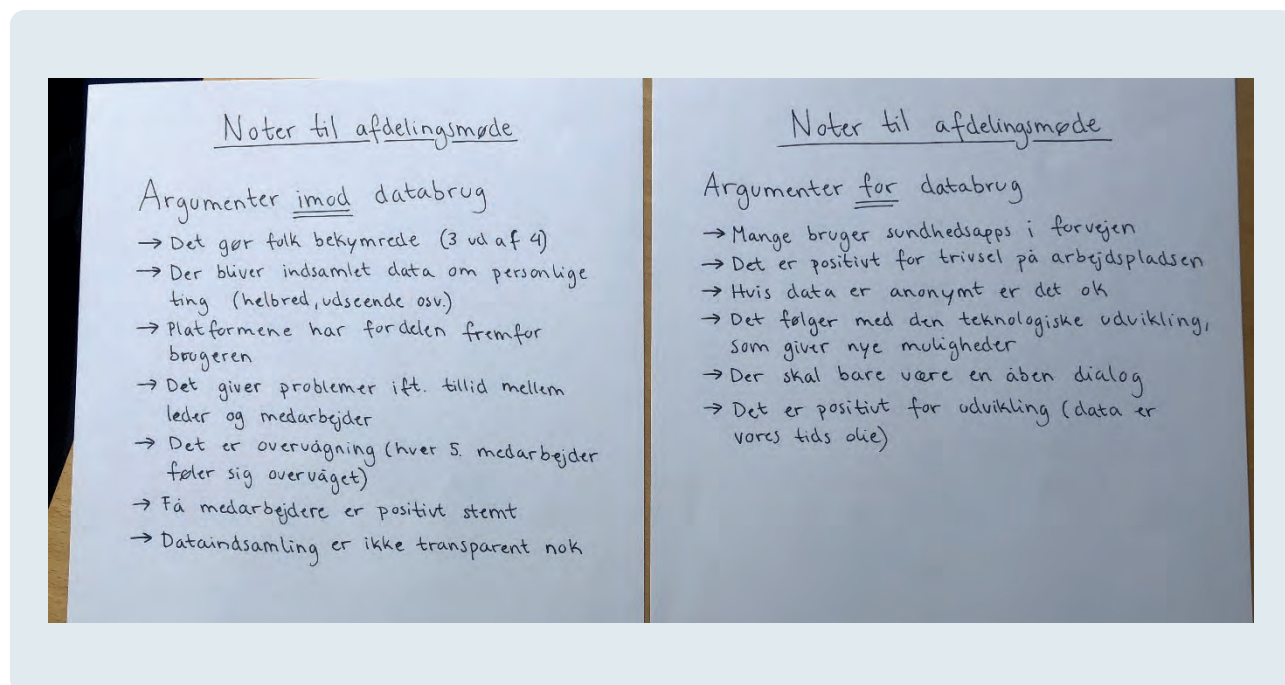 Noter til afdelingsmøde
Argumenter imod databrug
→ Det gør folk bekymrede (3 ud af 4)
→ Der bliver indsamlet data om personlige
ting (helbred, udseende osv.)
→ Platformene har fordelen fremfor
brugeren
→ Det giver problemer ift. tillid mellem
leder og medarbejder
→ Det er overvågning (hver 5. medarbejder
føler sig overvåget)
→ Få medarbejdere er positivt stemt
→ Dataindsamling er ikke transparent nok
Noter til afdelingsmøde
Argumenter for databrug
→ Mange bruger sundhedsapps i forvejen
→ Det er positivt for trivsel på arbejdspladsen
→ Hvis data er anonymt er det ok
→ Det følger med den teknologiske udvikling,
som giver nye muligheder
→ Der skal bare være en åben dialog
→ Det er positivt for udvikling (data er
vores tids olie)